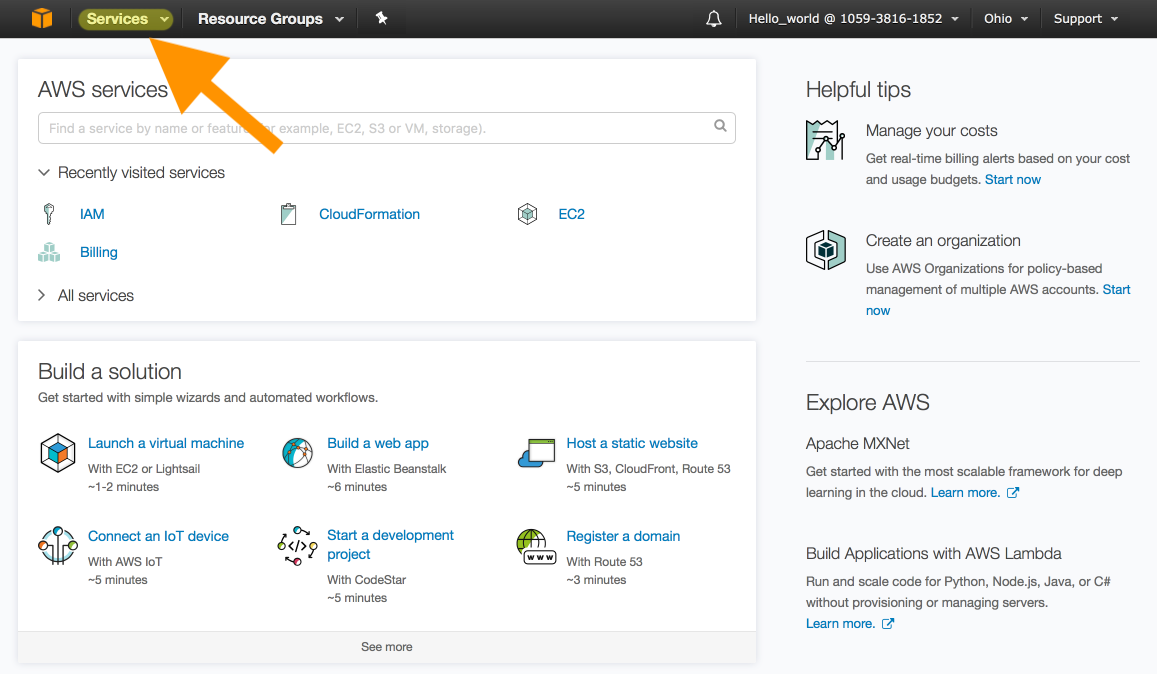 Services
Resource Groups
Hello_world @ 1059-3816-1852
Ohio
Support
AWS services
Find a service by name or feature (for example, EC2, S3 or VM, storage).
Recently visited services
IAM
CloudFormation
EC2
Billing
All services
Build a solution
Get started with simple wizards and automated workflows.
Launch a virtual machine
With EC2 or Lightsail
~1-2 minutes
Build a web app
With Elastic Beanstalk
~6 minutes
Host a static website
With S3, CloudFront, Route 53
~5 minutes
Connect an IoT device
With AWS IoT
~5 minutes
Start a development
project
With CodeStar
~5 minutes
www
Register a domain
With Route 53
~3 minutes
See more
Helpful tips
Manage your costs
Get real-time billing alerts based on your cost
and usage budgets. Start now
Create an organization
Use AWS Organizations for policy-based
management of multiple AWS accounts. Start
now
Explore AWS
Apache MXNet
Get started with the most scalable framework for deep
learning in the cloud. Learn more.
Build Applications with AWS Lambda
Run and scale code for Python, Node.js, Java, or C#
without provisioning or managing servers.
Learn more.